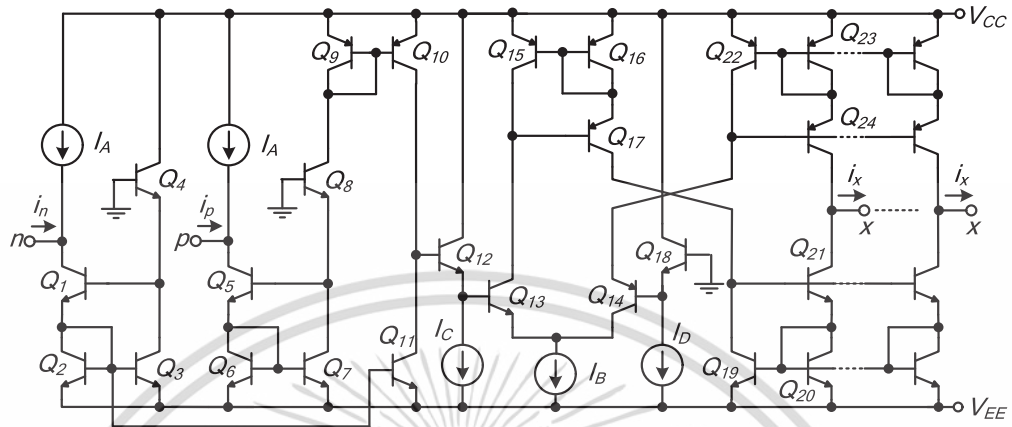 V_CC
Q_9
Q_10
Q_15
Q_16
Q_22
Q_23
I_A
I_A
Q_17
Q_24
Q_4
Q_8
i_n
i_p
i_x
i_x
n
p
x
x
Q_12
Q_18
Q_21
Q_1
Q_5
Q_13
Q_14
Q_11
I_C
I_D
Q_2
Q_3
Q_6
Q_7
I_B
Q_19
Q_20
V_EE